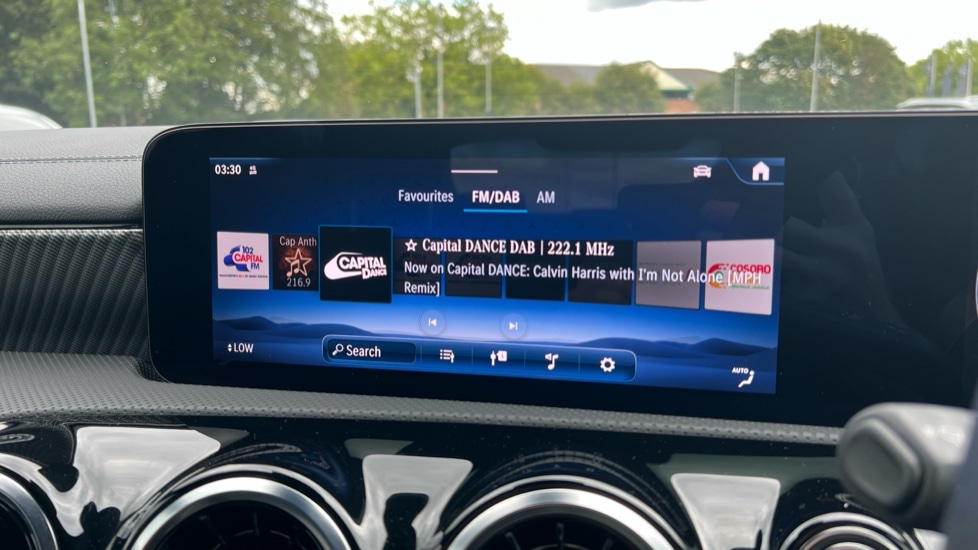 03:30
Favourites FM/DAB AM
102
CAPITAL
FM
Cap Anth
216.9
CAPITAL
DANCE
☆ Capital DANCE DAB | 222.1 MHz
Now on Capital DANCE: Calvin Harris with I'm Not Alone [MPH
Remix]
COSORO
LOW
Search
AUTO